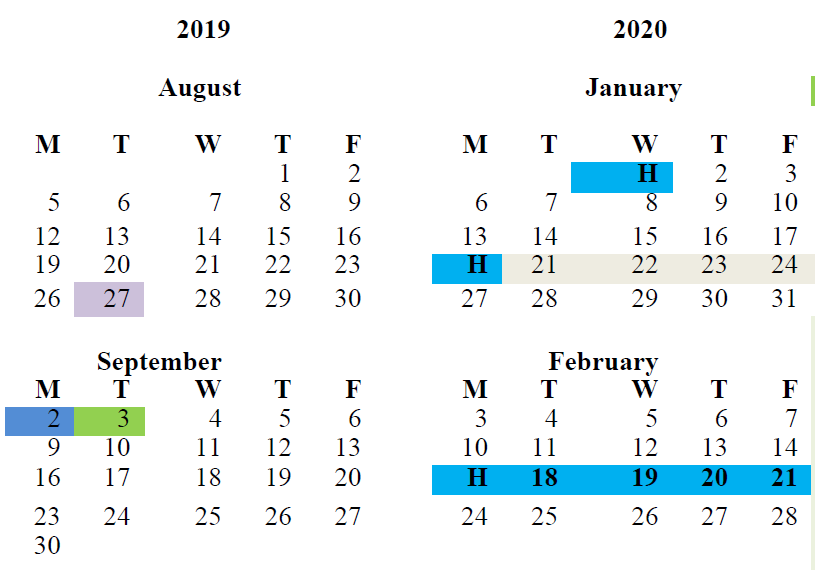 2019 2020
August January
M T W T F M T W T F
1 2 H 2 3
5 6 7 8 9 6 7 8 9 10
12 13 14 15 16 13 14 15 16 17
19 20 21 22 23 H 21 22 23 24
26 27 28 29 30 27 28 29 30 31
September February
M T W T F M T W T F
2 3 4 5 6 3 4 5 6 7
9 10 11 12 13 10 11 12 13 14
16 17 18 19 20 H 18 19 20 21
23 24 25 26 27 24 25 26 27 28
30